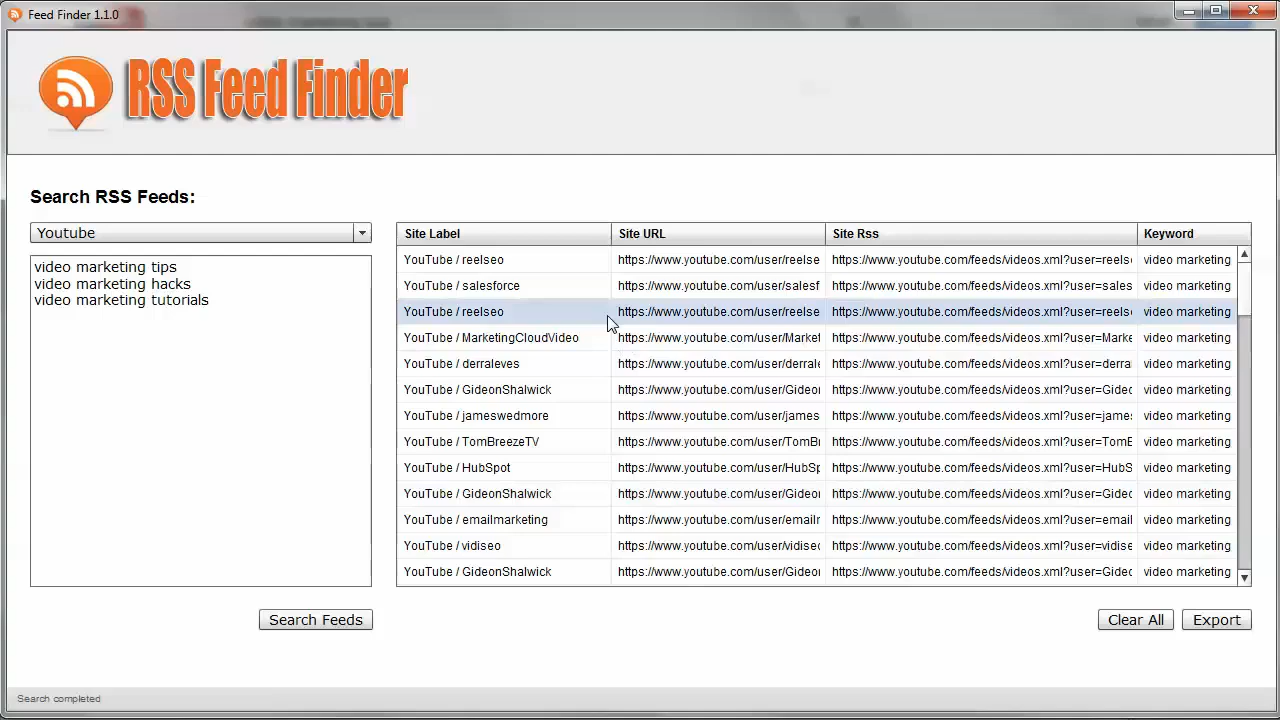 Feed Finder 1.1.0
RSS Feed Finder
Search RSS Feeds:
Youtube
video marketing tips
video marketing hacks
video marketing tutorials
Search Feeds
Site Label Site URL Site Rss Keyword
YouTube / reelseo https://www.youtube.com/user/reelse https://www.youtube.com/feeds/videos.xml?user=reels video marketing
YouTube / salesforce https://www.youtube.com/user/salesf https://www.youtube.com/feeds/videos.xml?user=sales video marketing
YouTube / reelseo https://www.youtube.com/user/reelse https://www.youtube.com/feeds/videos.xml?user=reels video marketing
YouTube / MarketingCloudVideo https://www.youtube.com/user/Market https://www.youtube.com/feeds/videos.xml?user=Marke video marketing
YouTube / derraleves https://www.youtube.com/user/derrale https://www.youtube.com/feeds/videos.xml?user=derra video marketing
YouTube / GideonShalwick https://www.youtube.com/user/Gideor https://www.youtube.com/feeds/videos.xml?user=Gidec video marketing
YouTube / jameswedmore https://www.youtube.com/user/james https://www.youtube.com/feeds/videos.xml?user=jame video marketing
YouTube / TomBreezeTV https://www.youtube.com/user/TomBr https://www.youtube.com/feeds/videos.xml?user=TomB video marketing
YouTube / HubSpot https://www.youtube.com/user/HubSp https://www.youtube.com/feeds/videos.xml?user=HubS video marketing
YouTube / GideonShalwick https://www.youtube.com/user/Gideor https://www.youtube.com/feeds/videos.xml?user=Gidec video marketing
YouTube / emailmarketing https://www.youtube.com/user/emailr https://www.youtube.com/feeds/videos.xml?user=email video marketing
YouTube / vidiseo https://www.youtube.com/user/vidise https://www.youtube.com/feeds/videos.xml?user=vidise video marketing
YouTube / GideonShalwick https://www.youtube.com/user/Gideor https://www.youtube.com/feeds/videos.xml?user=Gidec video marketing
Clear All Export
Search completed